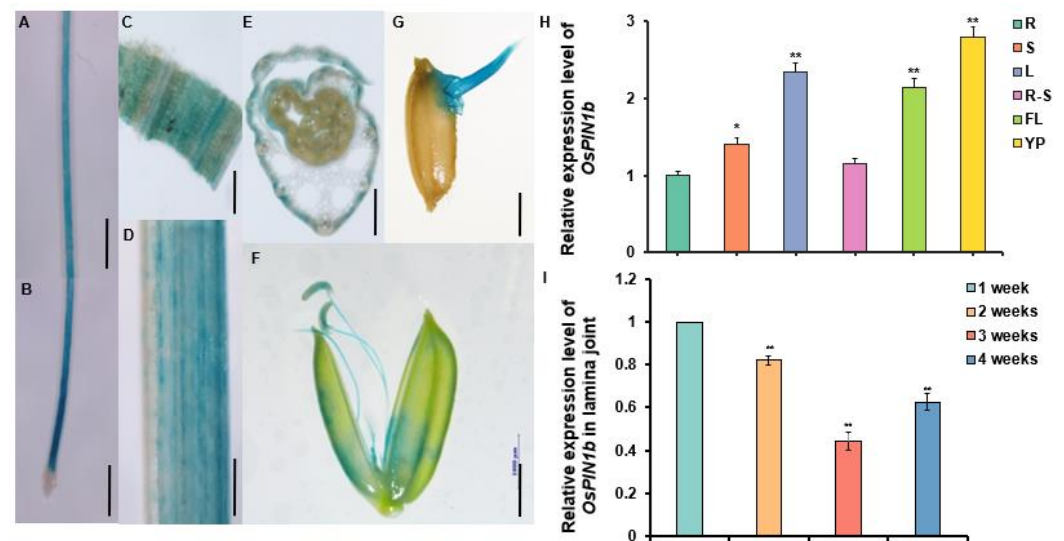 A
B
C
D
E
F
G
H
Relative expression level of
OsPIN1b
3
2
1
0
*
**
**
**
R
S
L
R-S
FL
YP
I
Relative expression level of
OsPIN1b in lamina joint
1.2
1
0.8
0.6
0.4
0.2
0
**
**
**
1 week
2 weeks
3 weeks
4 weeks